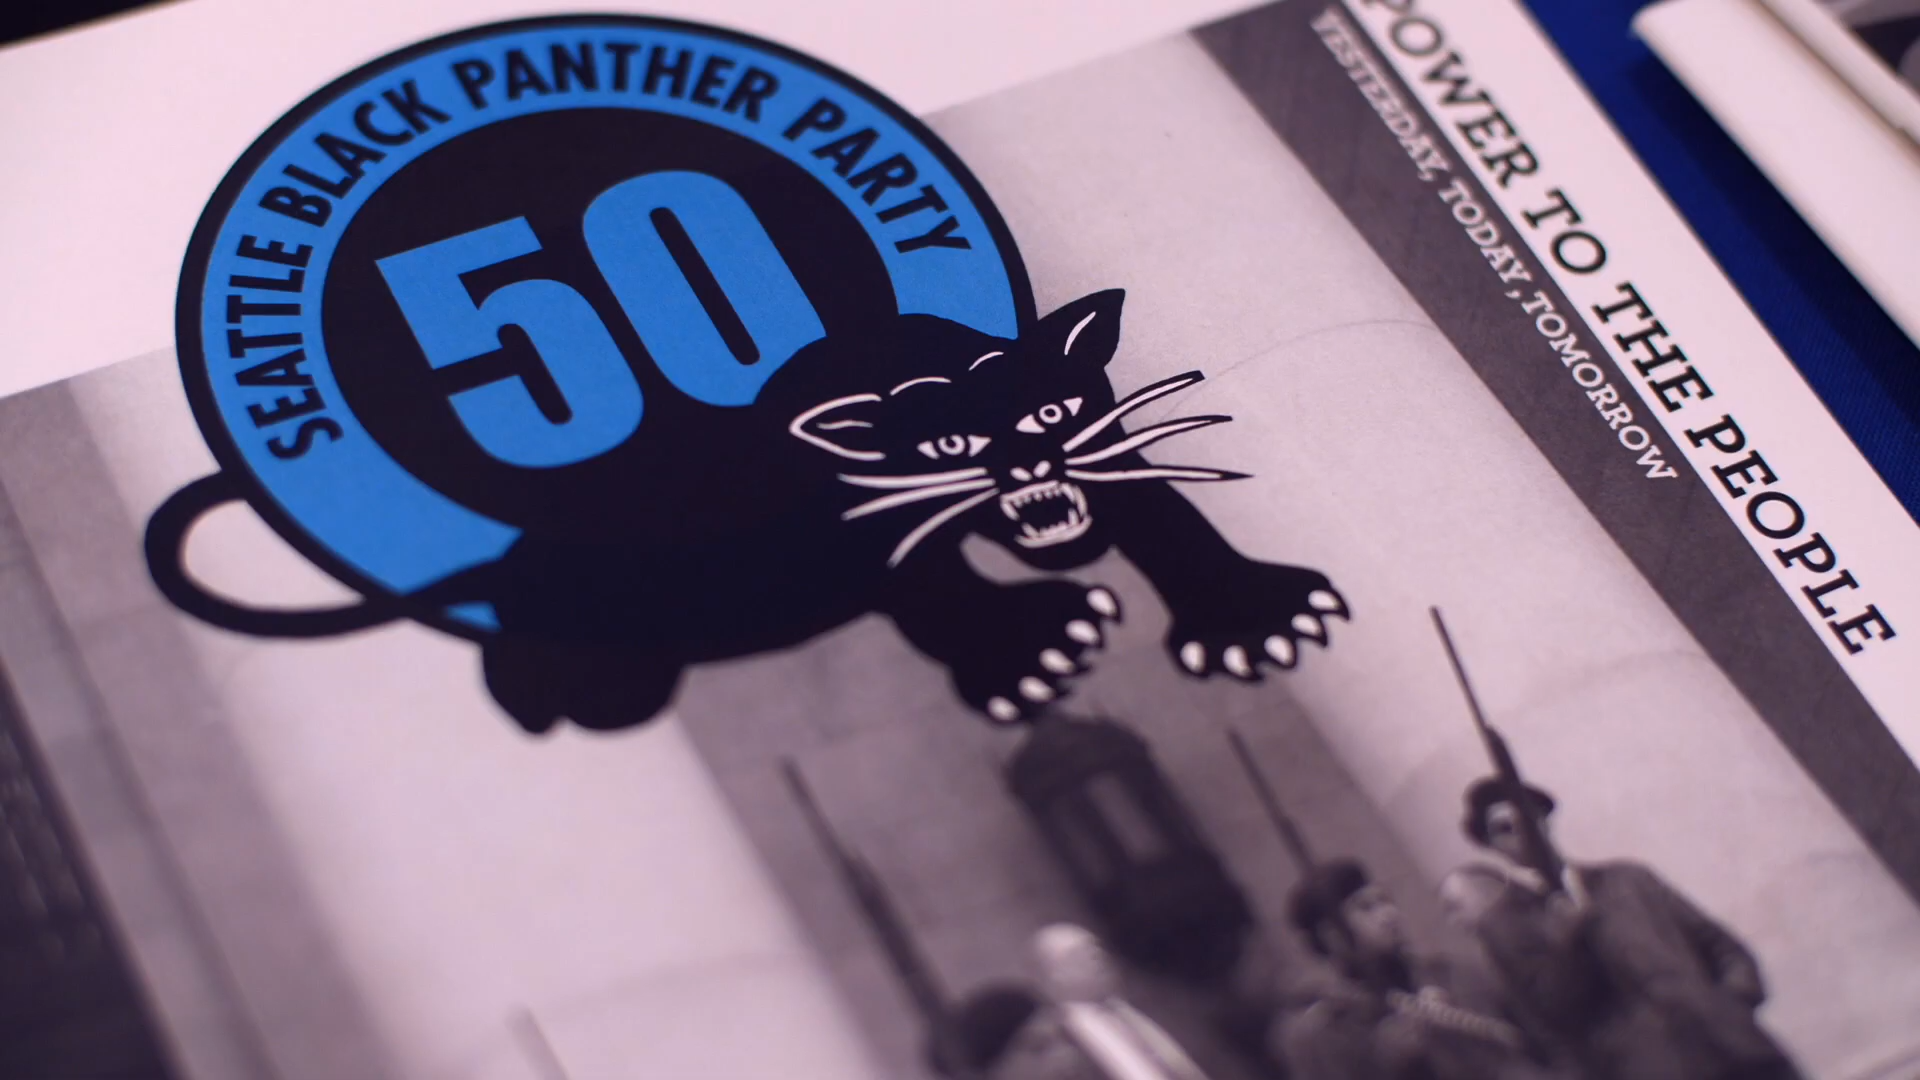 SEATTLE BLACK PANTHER PARTY
50
POWER TO THE PEOPLE
YESTERDAY, TODAY, TOMORROW